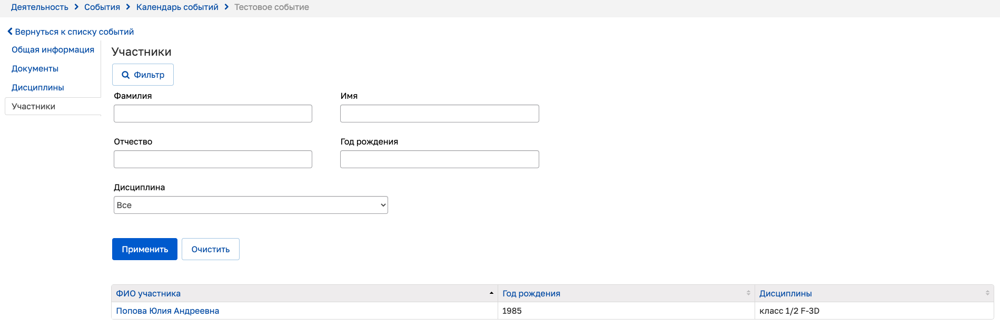 Деятельность События Календарь событий Тестовое событие
Вернуться к списку событий
Общая информация
Документы
Дисциплины
Участники
Участники
Фильтр
Фамилия Имя
Отчество Год рождения
Дисциплина
Все
Применить Очистить
ФИО участника Год рождения Дисциплины
Попова Юлия Андреевна 1985 класс 1/2 F-3D